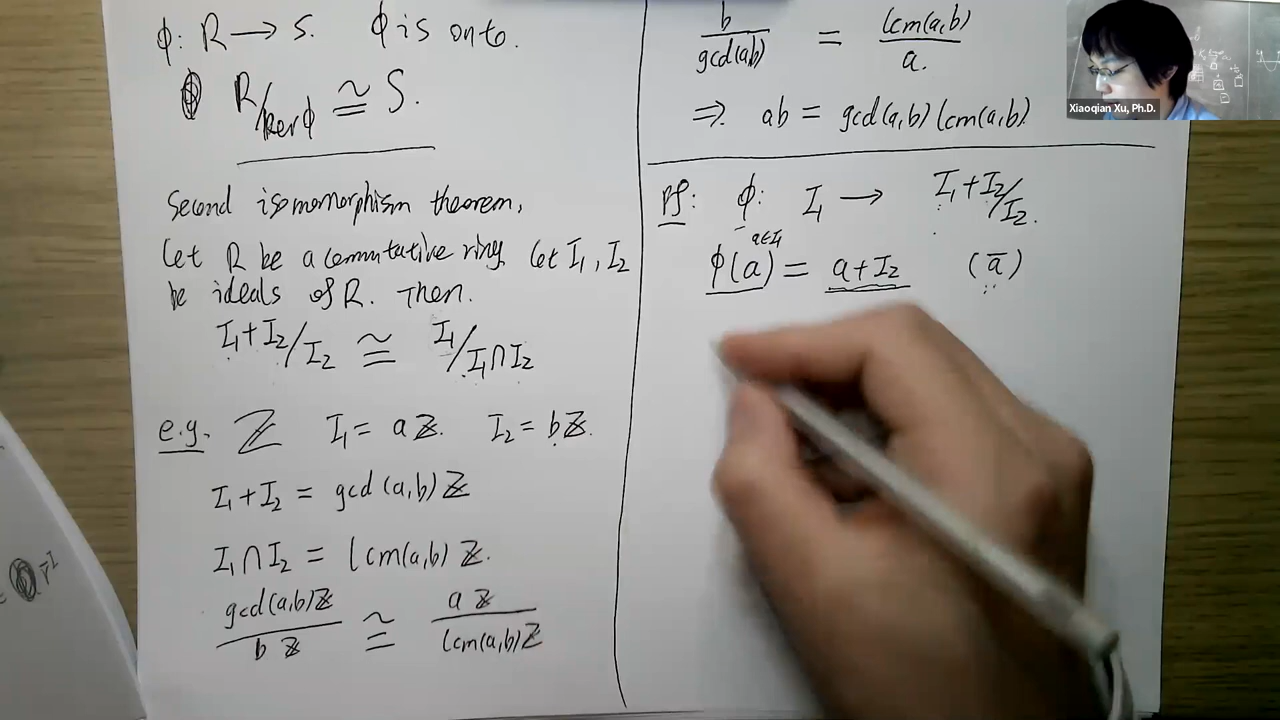 φ: R → S. φ is onto.
R/kerφ ≅ S.
Second isomomorphism theorem,
Let R be a commutative ring. Let I₁, I₂
be ideals of R. Then.
I₁+I₂/I₂ ≅ I₁/I₁∩I₂
e.g. ℤ I₁ = aℤ. I₂ = bℤ.
I₁+I₂ = gcd(a,b)ℤ
I₁∩I₂ = lcm(a,b)ℤ.
gcd(a,b)ℤ/bℤ ≅ aℤ/lcm(a,b)ℤ
b/gcd(ab) = lcm(a,b)/a.
⇒. ab = gcd(a,b) lcm(a,b)
pf: φ: I₁ → I₁+I₂/I₂.
a∈I₁
φ(a) = a+I₂ (ā)
Xiaoqian Xu, Ph.D.